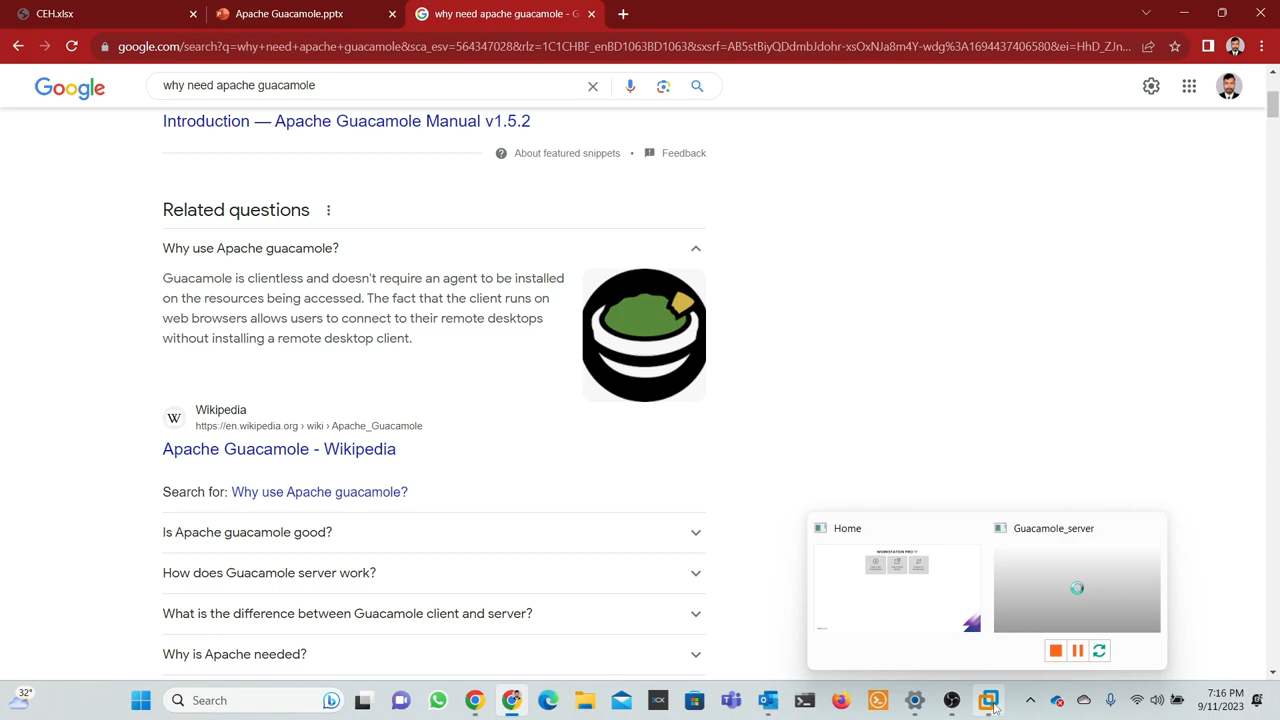 CEH.xlsx
Apache Guacamole.pptx
why need apache guacamole - G
google.com/search?q=why+need+apache+guacamole&sca_esv=564347028&rlz=1C1CHBF_enBD1063BD1063&sxsrf=AB5stBiyQDdmbJdohr-xsOxNJa8m4Y-wdg%3A1694437406580&ei=HhD_ZJn...
Google
why need apache guacamole
Introduction — Apache Guacamole Manual v1.5.2
About featured snippets • Feedback
Related questions
Why use Apache guacamole?
Guacamole is clientless and doesn't require an agent to be installed
on the resources being accessed. The fact that the client runs on
web browsers allows users to connect to their remote desktops
without installing a remote desktop client.
W
Wikipedia
https://en.wikipedia.org › wiki › Apache_Guacamole
Apache Guacamole - Wikipedia
Search for: Why use Apache guacamole?
Is Apache guacamole good?
How does Guacamole server work?
What is the difference between Guacamole client and server?
Why is Apache needed?
Home
Guacamole_server
WORKSTATION PRO 17
32°
Search
7:16 PM
9/11/2023